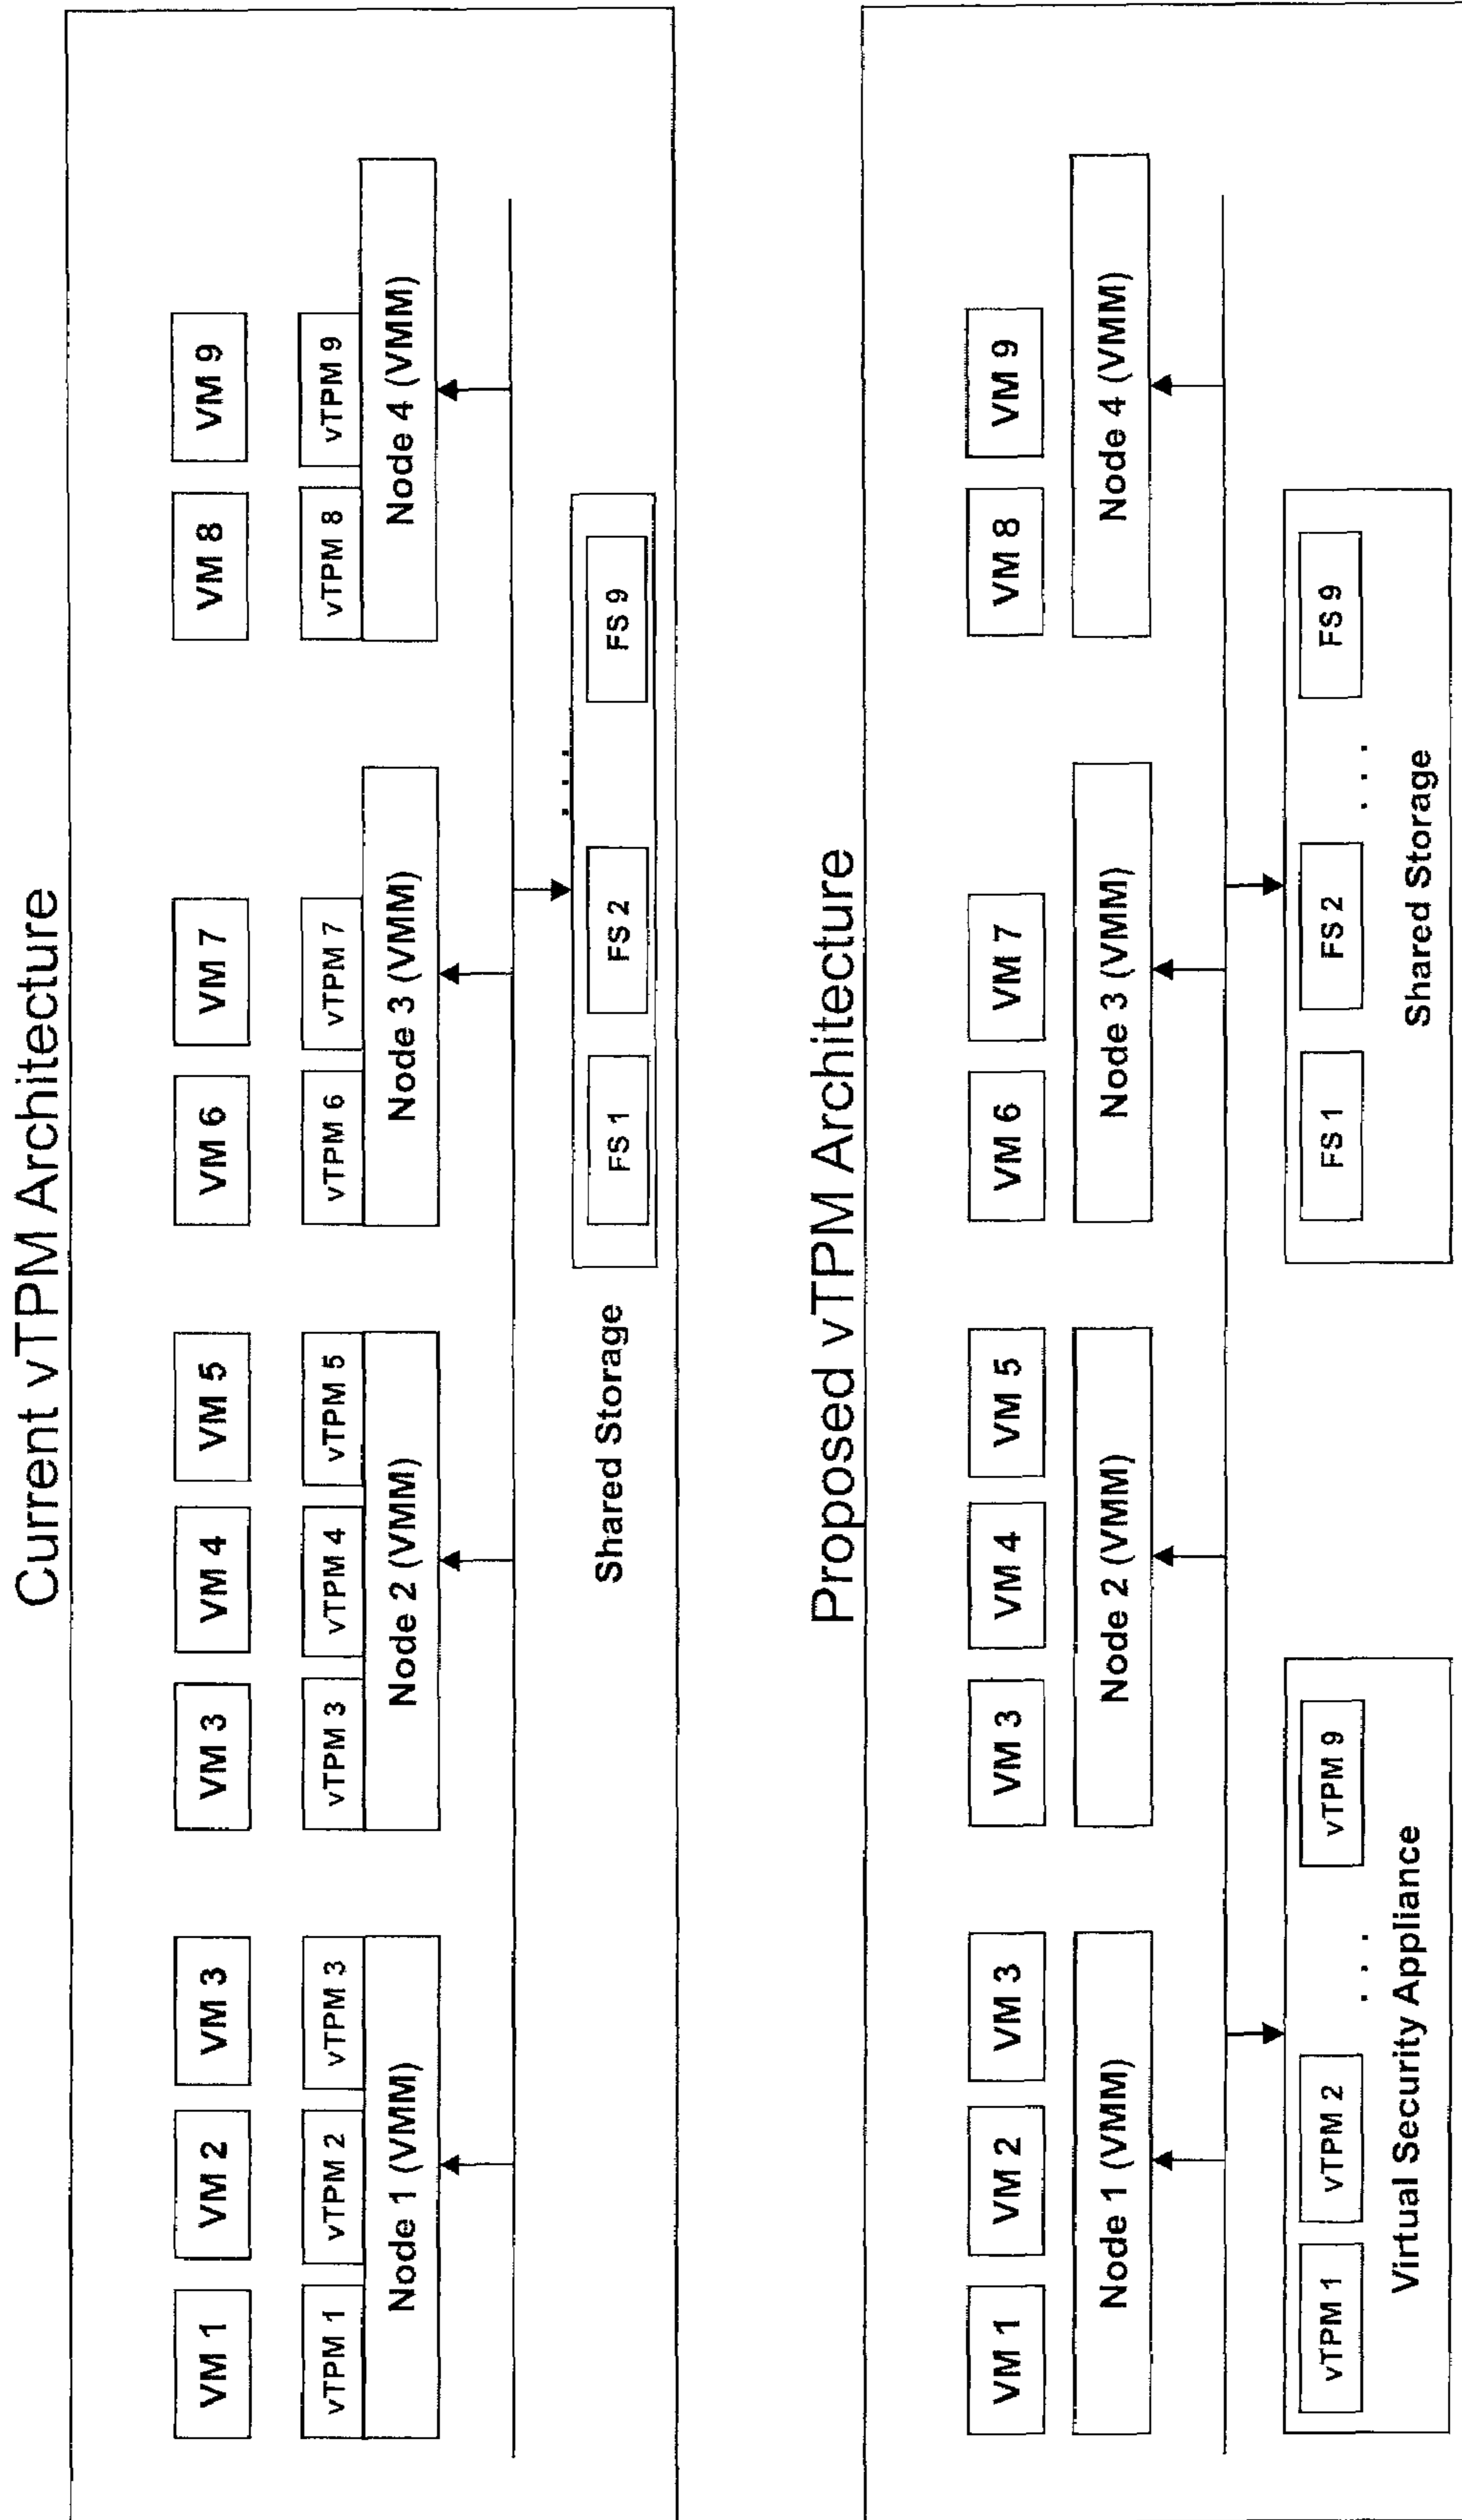 Current vTPM Architecture
VM 1 VM 2 VM 3 VM 3 VM 4 VM 5 VM 6 VM 7 VM 8 VM 9
vTPM 1 vTPM 2 vTPM 3 vTPM 3 vTPM 4 vTPM 5 vTPM 6 vTPM 7 vTPM 8 vTPM 9
Node 1 (VMM) Node 2 (VMM) Node 3 (VMM) Node 4 (VMM)
Shared Storage FS 1 FS 2 . . . FS 9
Proposed vTPM Architecture
VM 1 VM 2 VM 3 VM 3 VM 4 VM 5 VM 6 VM 7 VM 8 VM 9
Node 1 (VMM) Node 2 (VMM) Node 3 (VMM) Node 4 (VMM)
vTPM 1 vTPM 2 . . . vTPM 9 FS 1 FS 2 . . . FS 9
Virtual Security Appliance Shared Storage